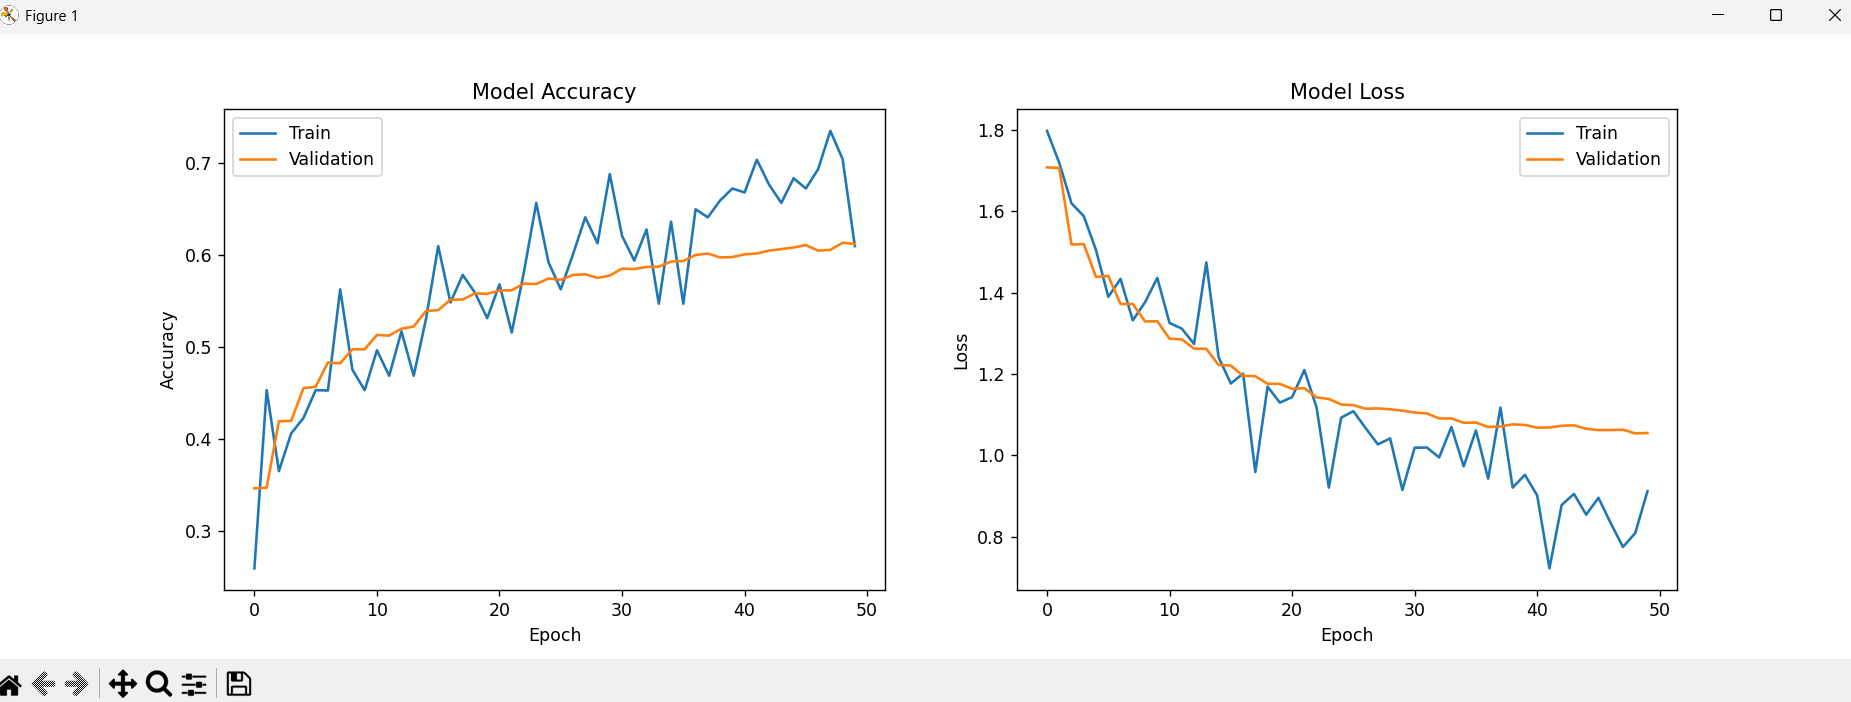 Figure 1
Model Accuracy
Train
Validation
0.7
0.6
0.5
0.4
0.3
Accuracy
0 10 20 30 40 50
Epoch
Model Loss
Train
Validation
1.8
1.6
1.4
1.2
1.0
0.8
Loss
0 10 20 30 40 50
Epoch